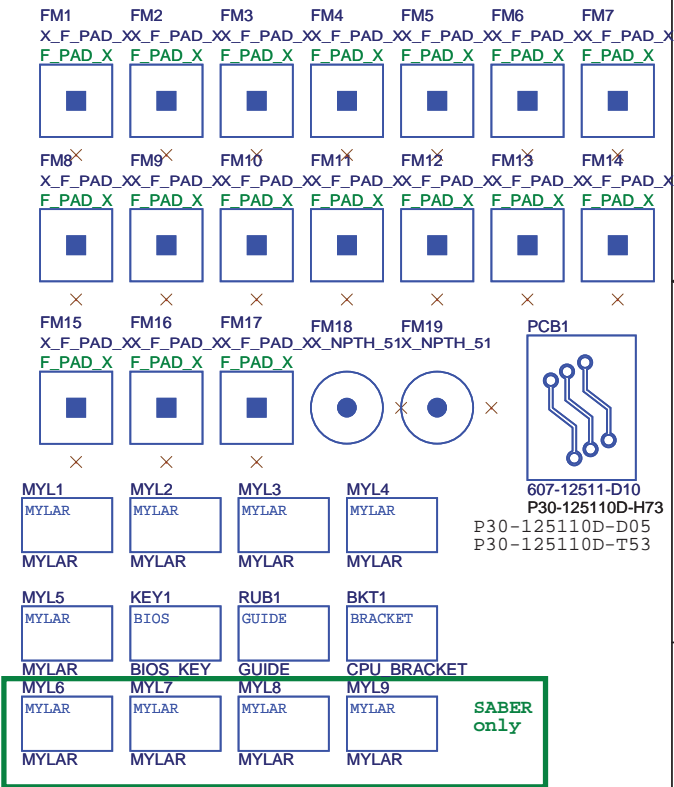 FM1 FM2 FM3 FM4 FM5 FM6 FM7
X_F_PAD_XX_F_PAD_XX_F_PAD_XX_F_PAD_XX_F_PAD_XX_F_PAD_XX_F_PAD_X
F_PAD_X F_PAD_X F_PAD_X F_PAD_X F_PAD_X F_PAD_X F_PAD_X
FM8 FM9 FM10 FM11 FM12 FM13 FM14
X_F_PAD_XX_F_PAD_XX_F_PAD_XX_F_PAD_XX_F_PAD_XX_F_PAD_XX_F_PAD_X
F_PAD_X F_PAD_X F_PAD_X F_PAD_X F_PAD_X F_PAD_X F_PAD_X
FM15 FM16 FM17 FM18 FM19 PCB1
X_F_PAD_XX_F_PAD_XX_F_PAD_XX_NPTH_51X_NPTH_51
F_PAD_X F_PAD_X F_PAD_X
MYL1 MYL2 MYL3 MYL4 607-12511-D10
MYLAR MYLAR MYLAR MYLAR P30-125110D-H73
P30-125110D-D05
P30-125110D-T53
MYLAR MYLAR MYLAR MYLAR
MYL5 KEY1 RUB1 BKT1
MYLAR BIOS GUIDE BRACKET
MYLAR BIOS_KEY GUIDE CPU_BRACKET
MYL6 MYL7 MYL8 MYL9
MYLAR MYLAR MYLAR MYLAR SABER
only
MYLAR MYLAR MYLAR MYLAR